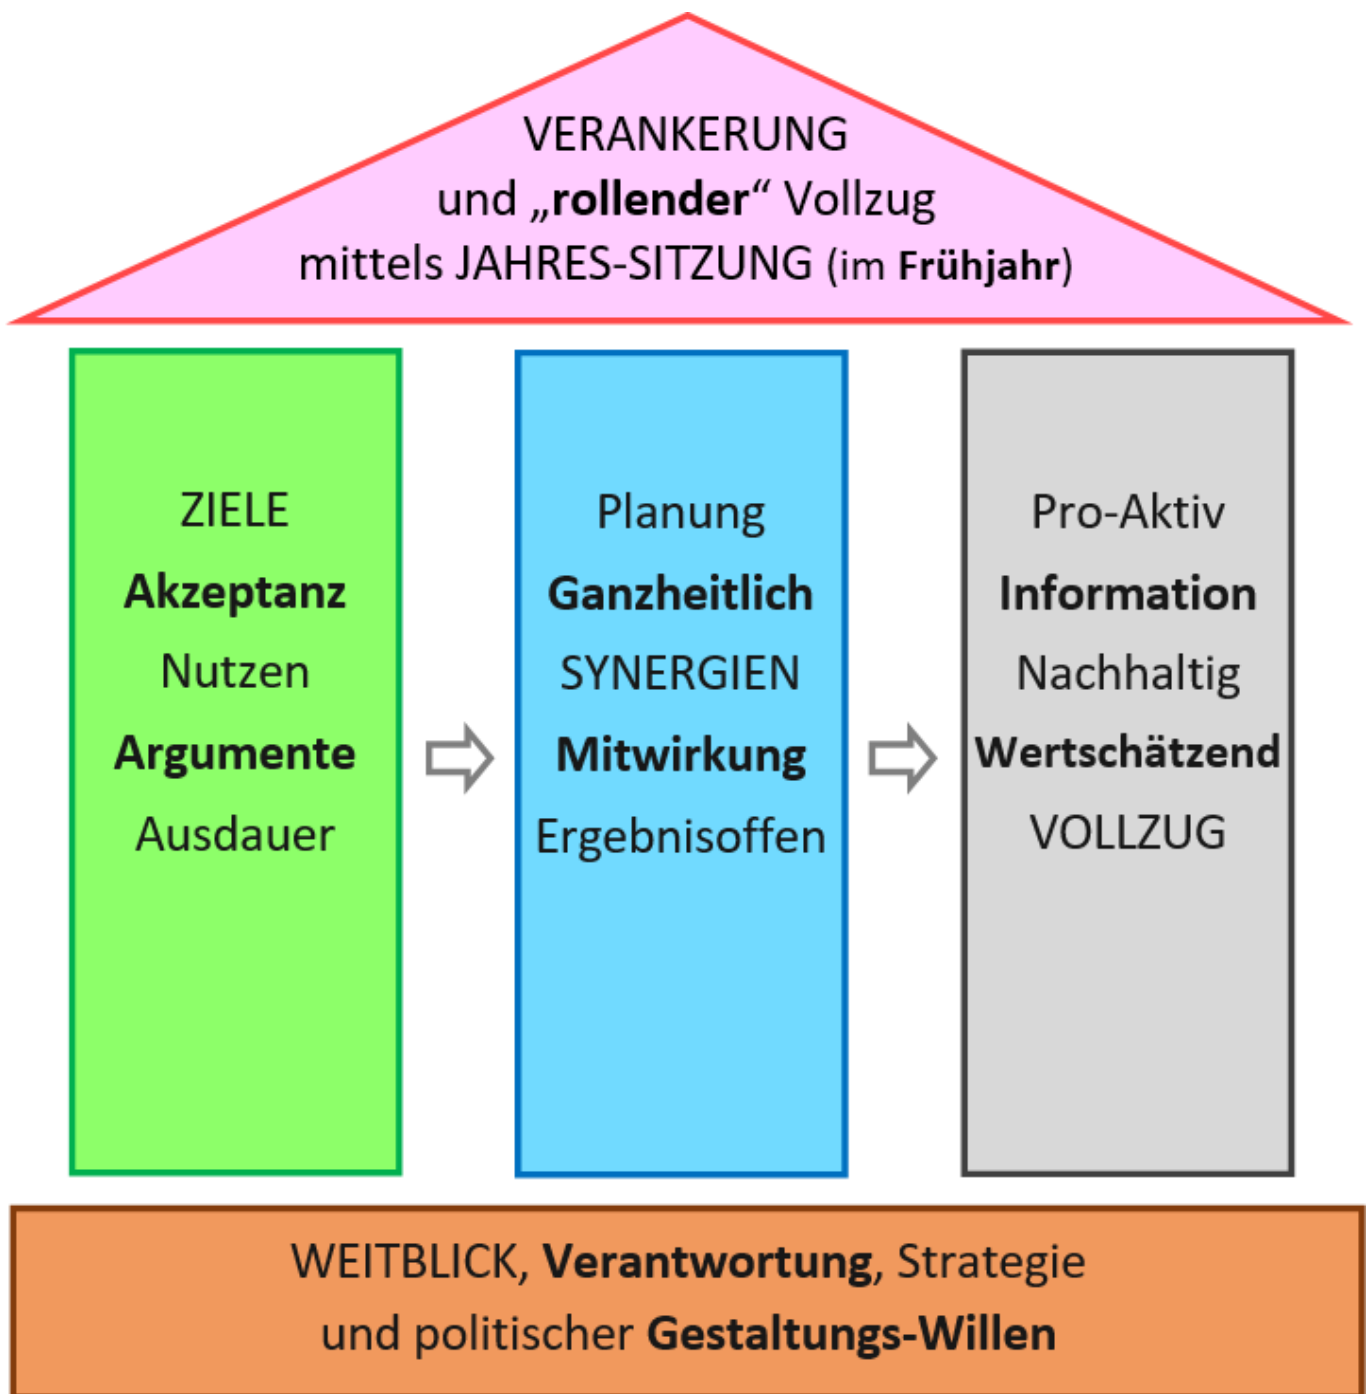 VERANKERUNG
und „rollender“ Vollzug
mittels JAHRES-SITZUNG (im Frühjahr)
ZIELE
Akzeptanz
Nutzen
Argumente
Ausdauer
Planung
Ganzheitlich
SYNERGIEN
Mitwirkung
Ergebnisoffen
Pro-Aktiv
Information
Nachhaltig
Wertschätzend
VOLLZUG
WEITBLICK, Verantwortung, Strategie
und politischer Gestaltungs-Willen